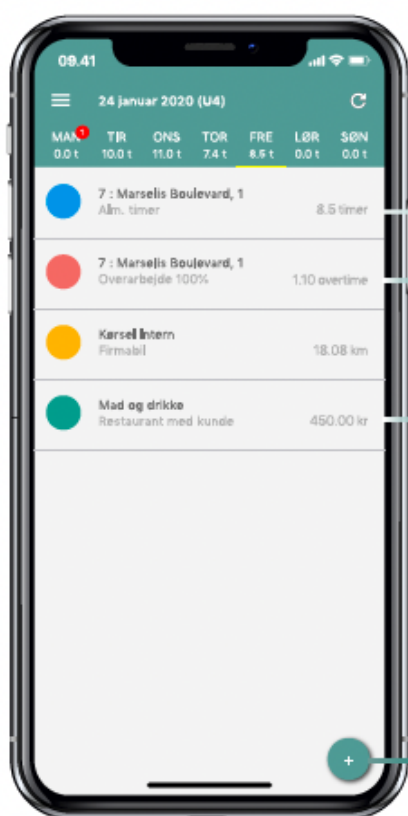 09.41
24 januar 2020 (U4)
MAN 1 TIR ONS TOR FRE LØR SØN
0.0 t 10.0 t 11.0 t 7.4 t 8.5 t 0.0 t 0.0 t
7 : Marselis Boulevard, 1
Alm. timer 8.5 timer
7 : Marselis Boulevard, 1
Overarbejde 100% 1.10 overtime
Kørsel Intern
Firmabil 18.08 km
Mad og drikke
Restaurant med kunde 450.00 kr
+